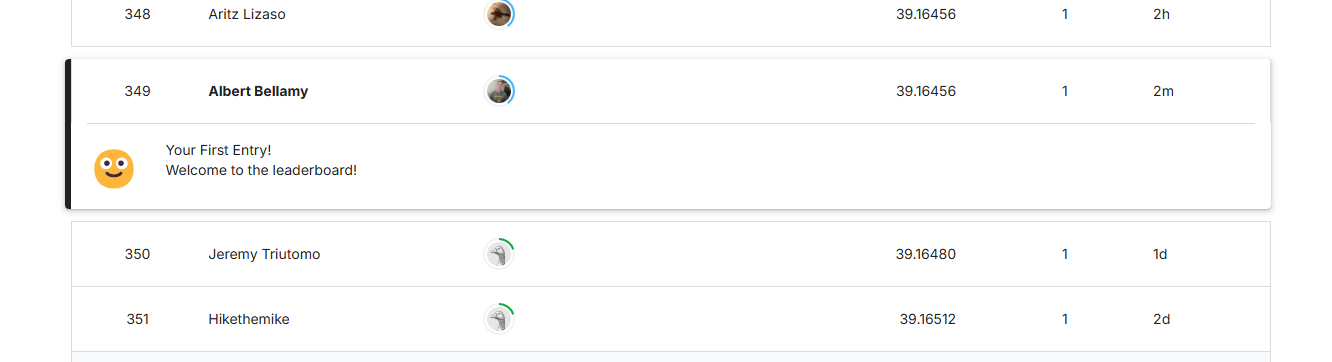 348 Aritz Lizaso 39.16456 1 2h
349 Albert Bellamy 39.16456 1 2m
Your First Entry!
Welcome to the leaderboard!
350 Jeremy Triutomo 39.16480 1 1d
351 Hikethemike 39.16512 1 2d